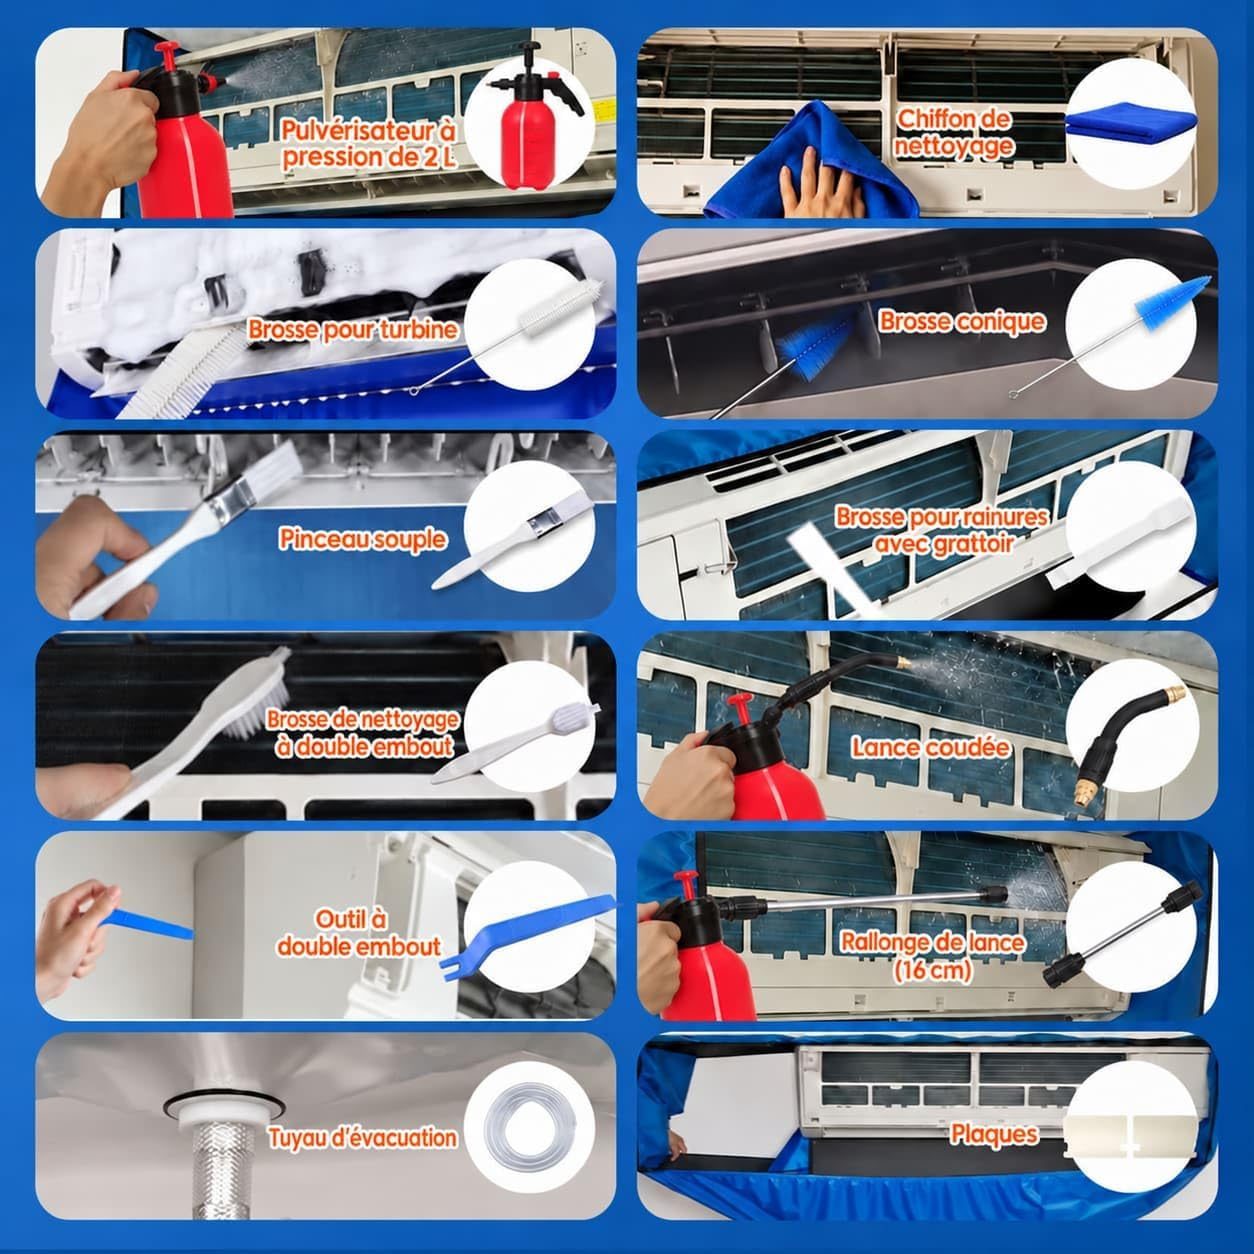 Pulvérisateur à
pression de 2 L
Chiffon de
nettoyage
Brosse pour turbine
Brosse conique
Pinceau souple
Brosse pour rainures
avec grattoir
Brosse de nettoyage
à double embout
Lance coudée
Outil à
double embout
Rallonge de lance
(16 cm)
Tuyau d'évacuation
Plaques